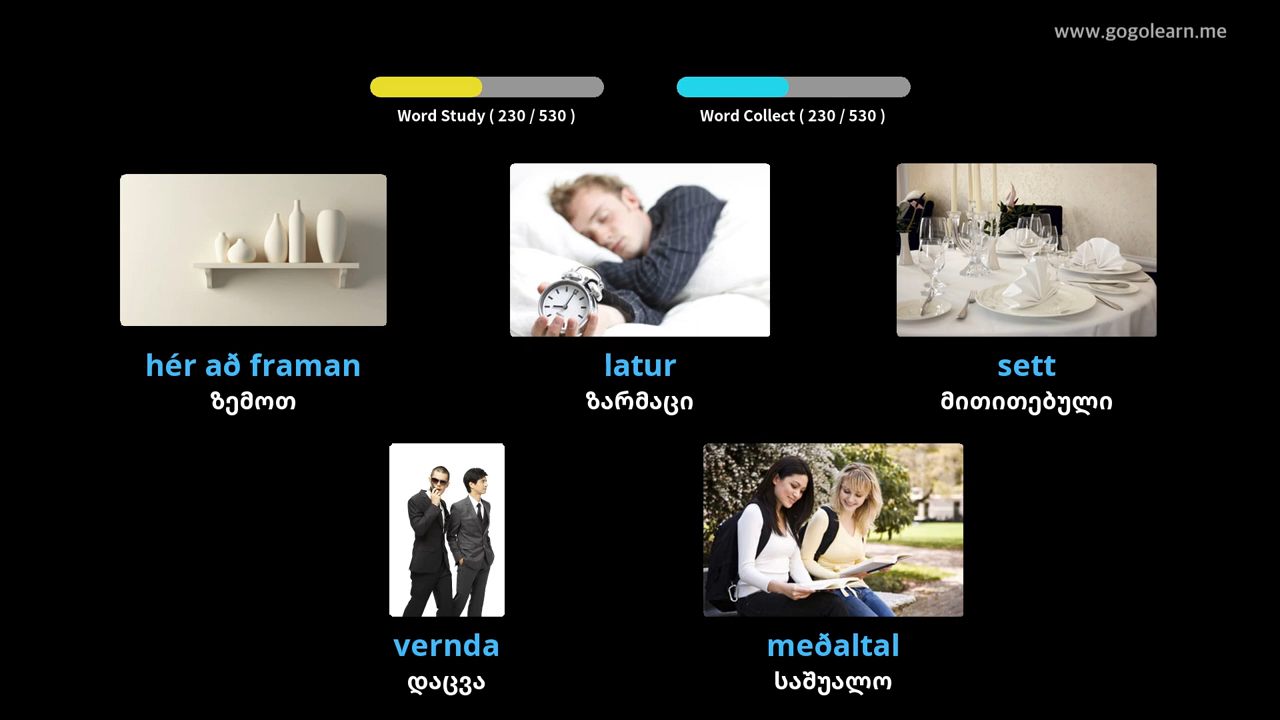 www.gogolearn.me
Word Study ( 230 / 530 )
Word Collect ( 230 / 530 )
hér að framan
ზემოთ
latur
ზარმაცი
sett
მითითებული
vernda
დაცვა
meðaltal
საშუალო